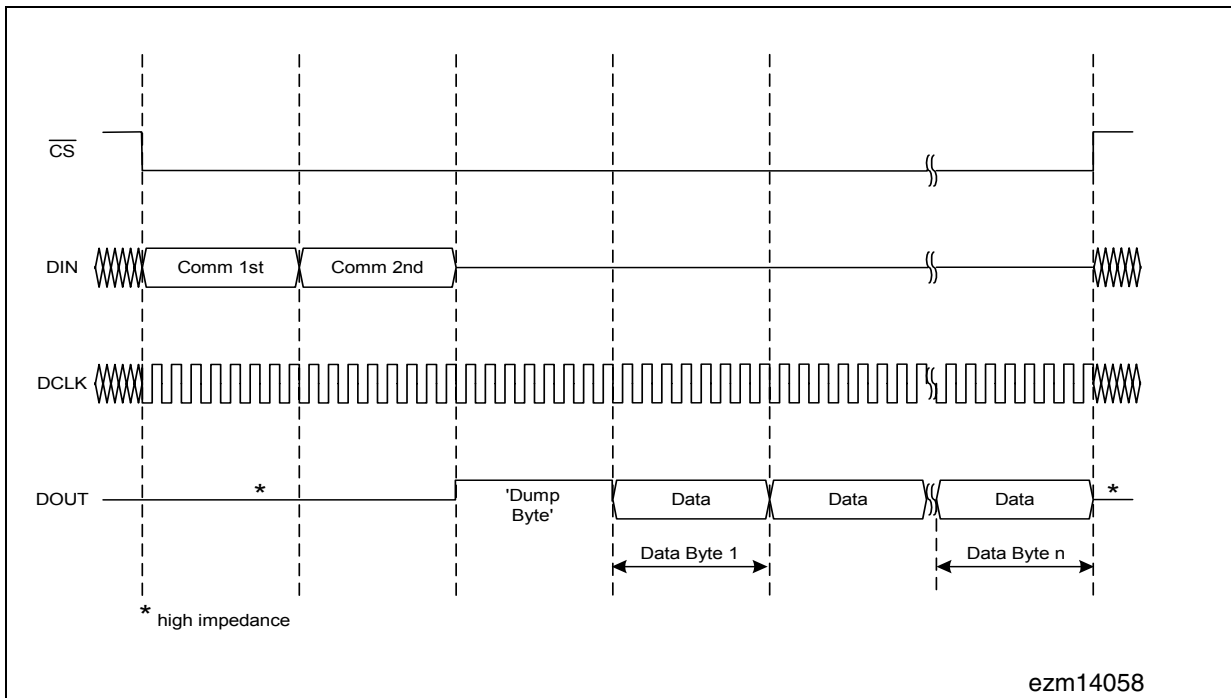 CS
DIN
Comm 1st
Comm 2nd
DCLK
DOUT
*
'Dump
Byte'
Data
Data
Data
*
Data Byte 1
Data Byte n
* high impedance
ezm14058